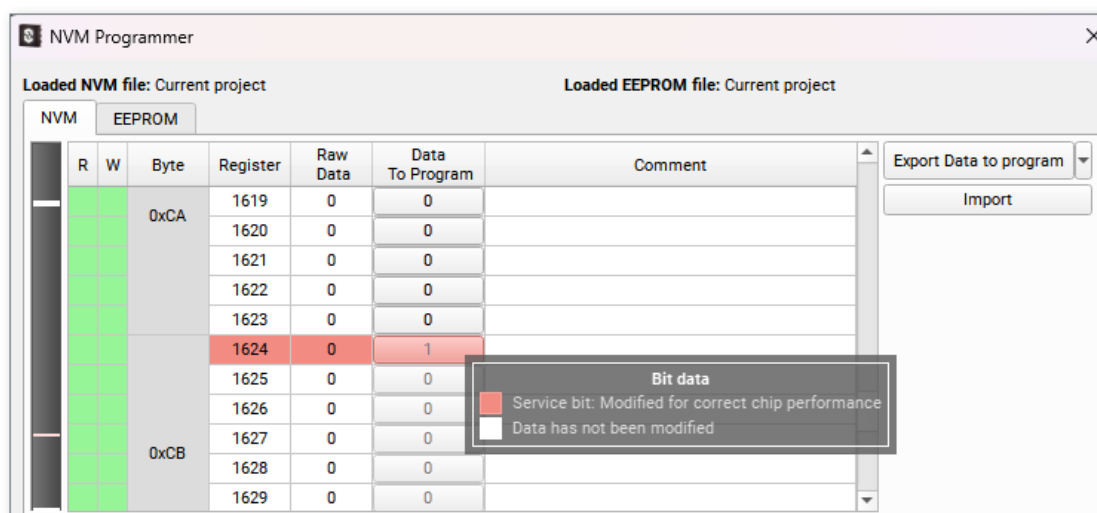 NVM Programmer
Loaded NVM file: Current project Loaded EEPROM file: Current project
NVM EEPROM
R W Byte Register Raw Data Data To Program Comment
Export Data to program
Import
0xCA
1619 0 0
1620 0 0
1621 0 0
1622 0 0
1623 0 0
1624 0 1
1625 0 0
1626 0 0
1627 0 0
0xCB
1628 0 0
1629 0 0
Bit data
Service bit: Modified for correct chip performance
Data has not been modified